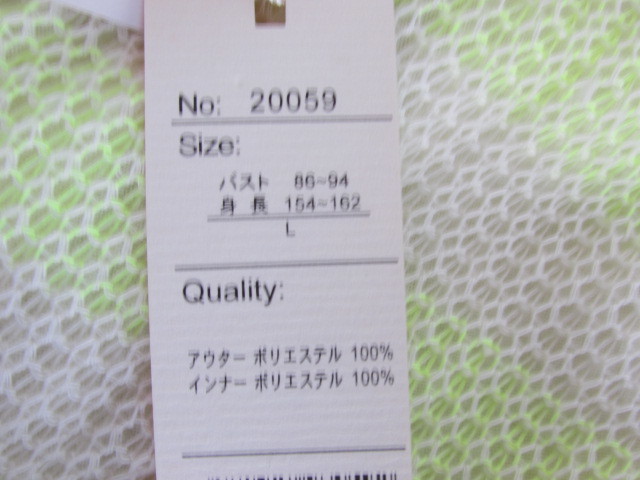 No: 20059
Size:
バスト 86~94
身 長 154~162
L
Quality:
アウター ポリエステル 100%
インナー ポリエステル 100%